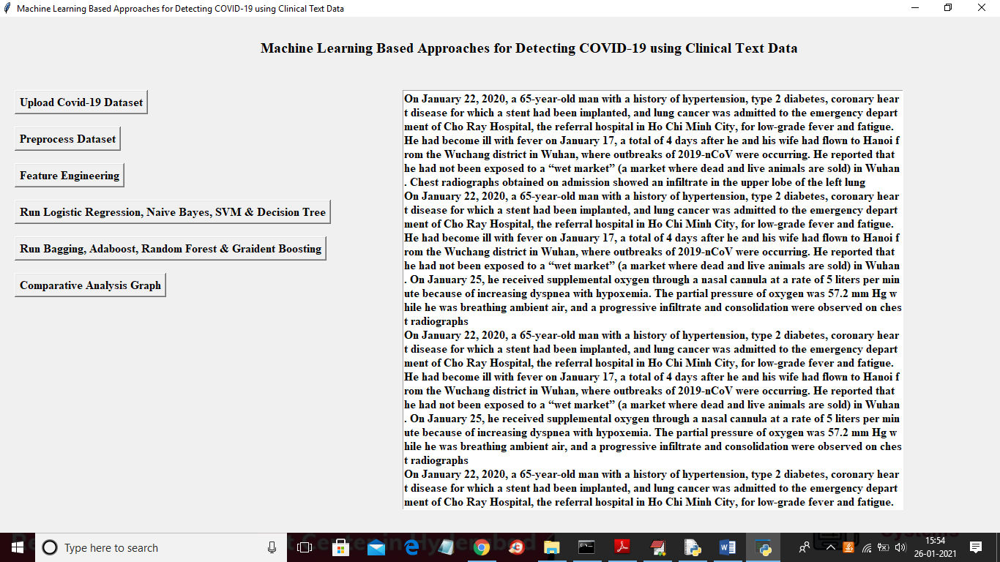 Machine Learning Based Approaches for Detecting COVID-19 using Clinical Text Data
Machine Learning Based Approaches for Detecting COVID-19 using Clinical Text Data
Upload Covid-19 Dataset
Preprocess Dataset
Feature Engineering
Run Logistic Regression, Naive Bayes, SVM & Decision Tree
Run Bagging, Adaboost, Random Forest & Graident Boosting
Comparative Analysis Graph
On January 22, 2020, a 65-year-old man with a history of hypertension, type 2 diabetes, coronary hear
t disease for which a stent had been implanted, and lung cancer was admitted to the emergency depart
ment of Cho Ray Hospital, the referral hospital in Ho Chi Minh City, for low-grade fever and fatigue.
He had become ill with fever on January 17, a total of 4 days after he and his wife had flown to Hanoi f
rom the Wuchang district in Wuhan, where outbreaks of 2019-nCoV were occurring. He reported that
he had not been exposed to a “wet market” (a market where dead and live animals are sold) in Wuhan
. Chest radiographs obtained on admission showed an infiltrate in the upper lobe of the left lung
On January 22, 2020, a 65-year-old man with a history of hypertension, type 2 diabetes, coronary hear
t disease for which a stent had been implanted, and lung cancer was admitted to the emergency depart
ment of Cho Ray Hospital, the referral hospital in Ho Chi Minh City, for low-grade fever and fatigue.
He had become ill with fever on January 17, a total of 4 days after he and his wife had flown to Hanoi f
rom the Wuchang district in Wuhan, where outbreaks of 2019-nCoV were occurring. He reported that
he had not been exposed to a “wet market” (a market where dead and live animals are sold) in Wuhan
. On January 25, he received supplemental oxygen through a nasal cannula at a rate of 5 liters per min
ute because of increasing dyspnea with hypoxemia. The partial pressure of oxygen was 57.2 mm Hg w
hile he was breathing ambient air, and a progressive infiltrate and consolidation were observed on ches
t radiographs
On January 22, 2020, a 65-year-old man with a history of hypertension, type 2 diabetes, coronary hear
t disease for which a stent had been implanted, and lung cancer was admitted to the emergency depart
ment of Cho Ray Hospital, the referral hospital in Ho Chi Minh City, for low-grade fever and fatigue.
He had become ill with fever on January 17, a total of 4 days after he and his wife had flown to Hanoi f
rom the Wuchang district in Wuhan, where outbreaks of 2019-nCoV were occurring. He reported that
he had not been exposed to a “wet market” (a market where dead and live animals are sold) in Wuhan
. On January 25, he received supplemental oxygen through a nasal cannula at a rate of 5 liters per min
ute because of increasing dyspnea with hypoxemia. The partial pressure of oxygen was 57.2 mm Hg w
hile he was breathing ambient air, and a progressive infiltrate and consolidation were observed on ches
t radiographs
On January 22, 2020, a 65-year-old man with a history of hypertension, type 2 diabetes, coronary hear
t disease for which a stent had been implanted, and lung cancer was admitted to the emergency depart
ment of Cho Ray Hospital, the referral hospital in Ho Chi Minh City, for low-grade fever and fatigue.
Type here to search
15:54
26-01-2021